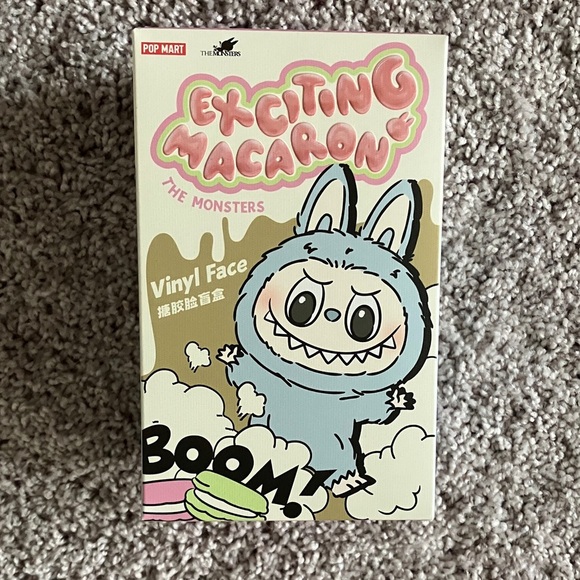 POP MART
THE MONSTERS
EXCITING
MACARON
THE MONSTERS
Vinyl Face
搪胶脸盲盒
BOOM!